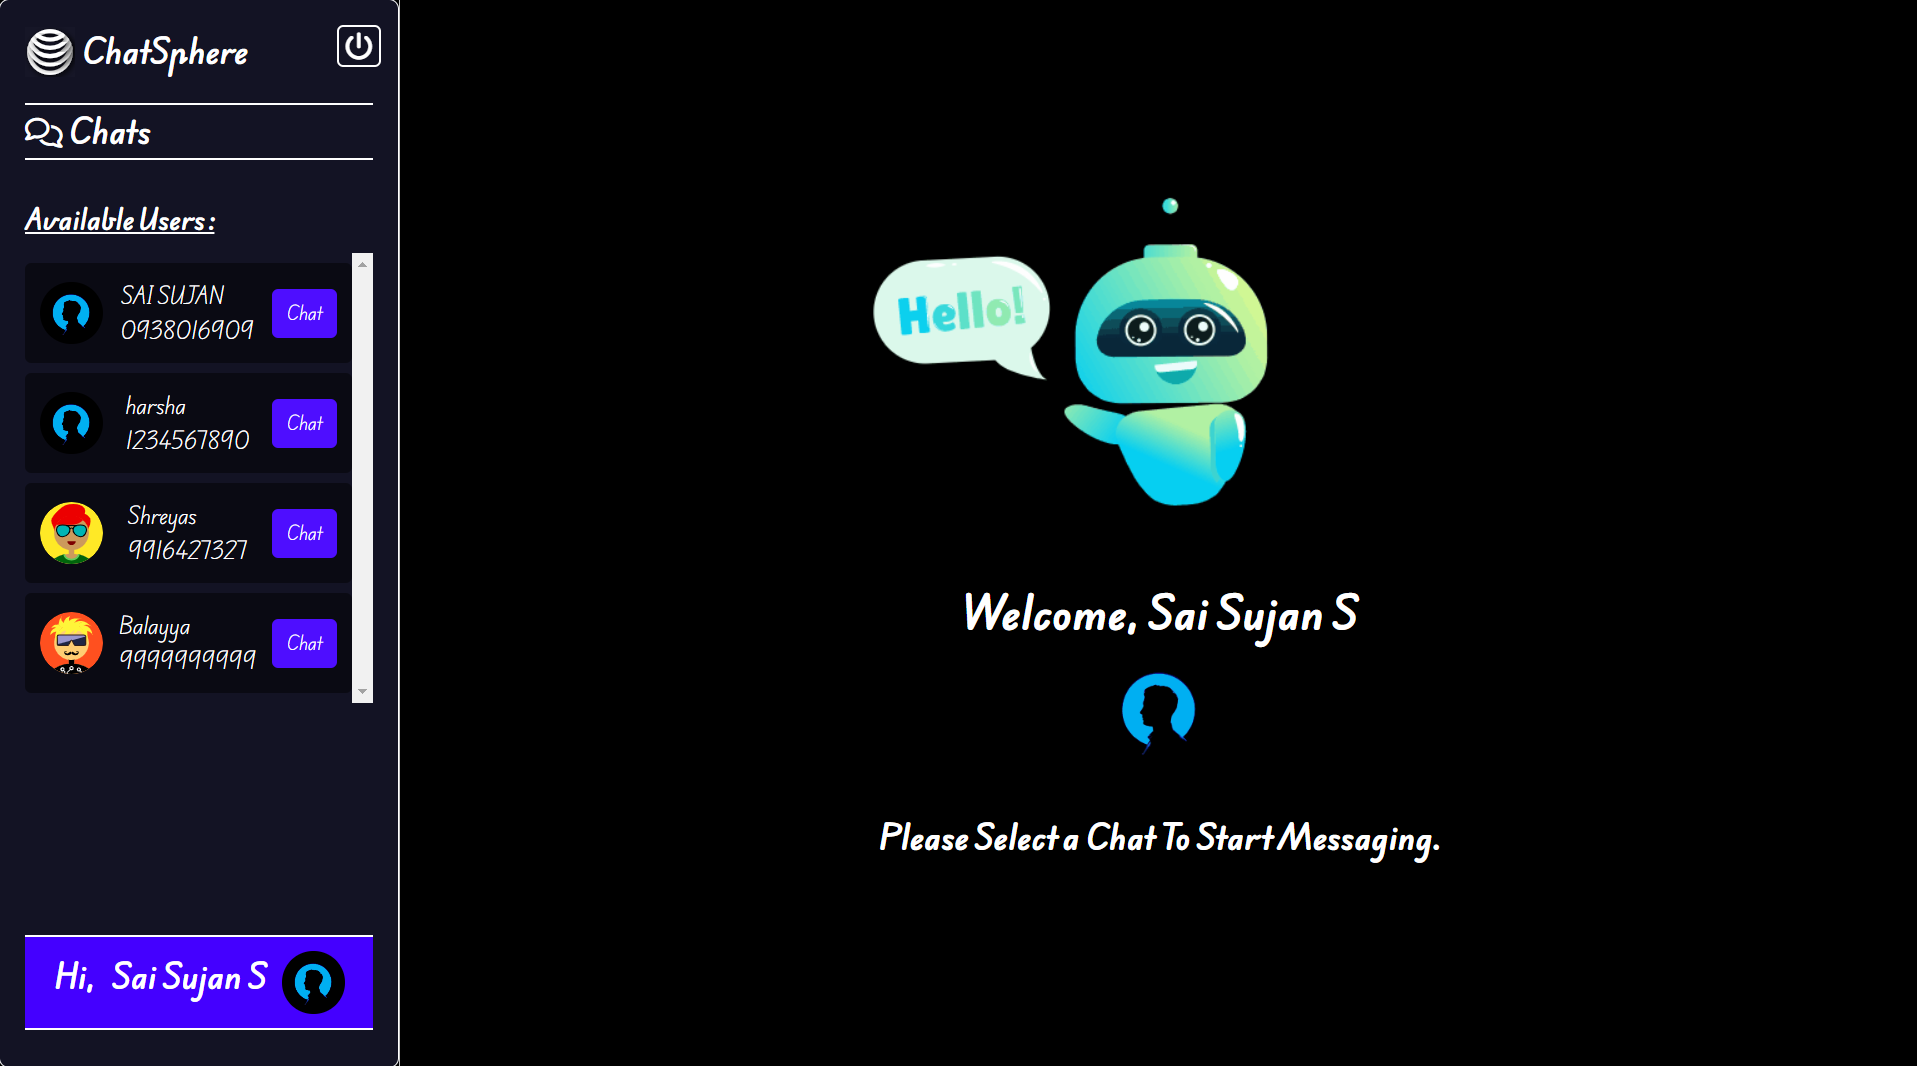 ChatSphere
Chats
Available Users :
SAI SUJAN
0938016909
Chat
harsha
1234567890
Chat
Shreyas
9916427327
Chat
Balayya
9999999999
Chat
Hi, Sai Sujan S
Hello!
Welcome, Sai Sujan S
Please Select a Chat To Start Messaging.